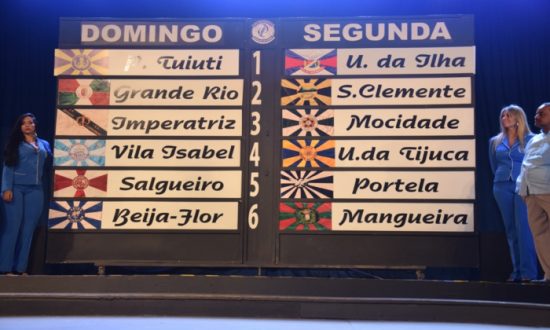 DOMINGO SEGUNDA
P. Tuiuti 1 U. da Ilha
Grande Rio 2 S.Clemente
Imperatriz 3 Mocidade
Vila Isabel 4 U.da Tijuca
Salgueiro 5 Portela
Beija-Flor 6 Mangueira